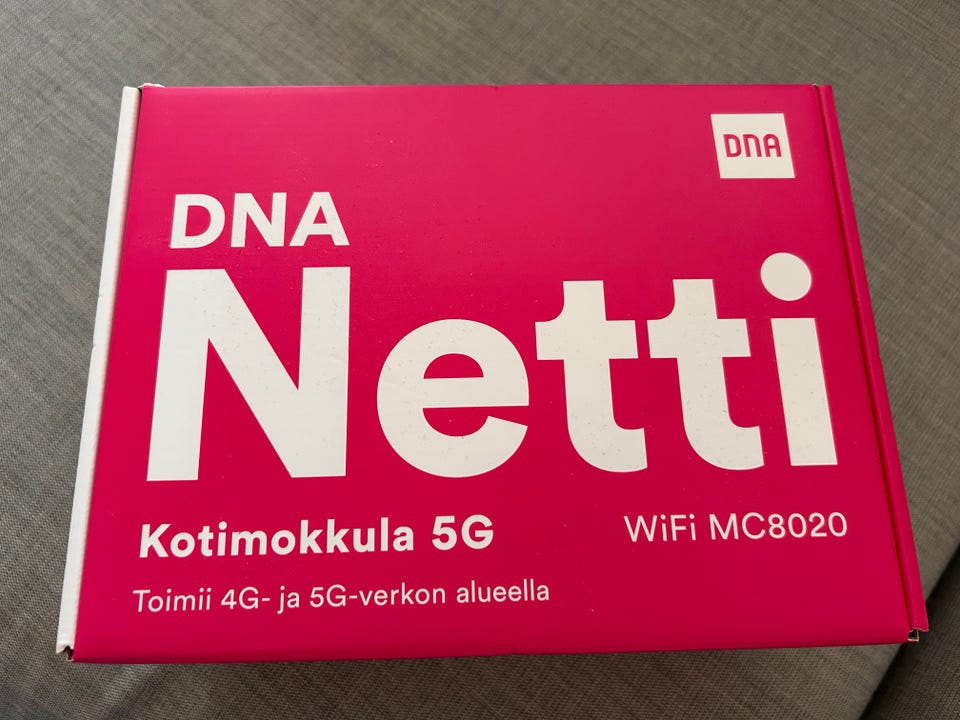 DNA
DNA
Netti
Kotimokkula 5G
WiFi MC8020
Toimii 4G- ja 5G-verkon alueella